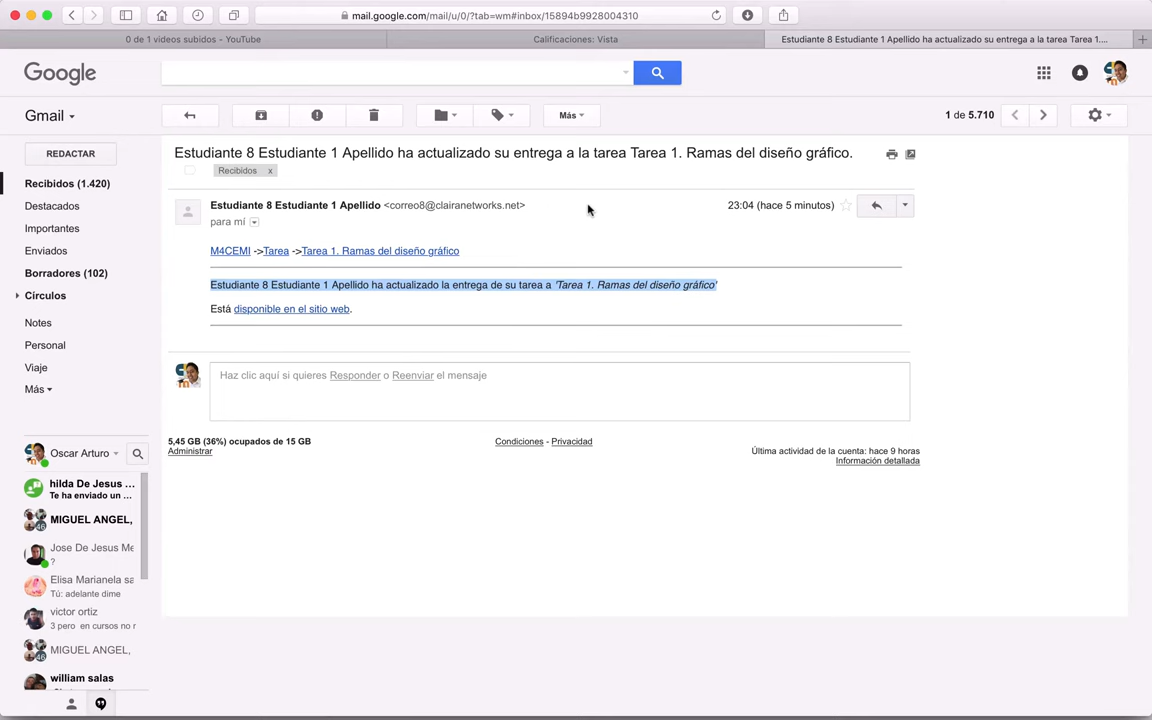 mail.google.com/mail/u/0/?tab=wm#inbox/15894b9928004310
0 de 1 videos subidos - YouTube
Calificaciones: Vista
Estudiante 8 Estudiante 1 Apellido ha actualizado su entrega a la tarea Tarea 1....
Google
Gmail
Más
1 de 5.710
REDACTAR
Recibidos (1.420)
Destacados
Importantes
Enviados
Borradores (102)
Círculos
Notes
Personal
Viaje
Más
Estudiante 8 Estudiante 1 Apellido ha actualizado su entrega a la tarea Tarea 1. Ramas del diseño gráfico.
Recibidos x
Estudiante 8 Estudiante 1 Apellido <correo8@clairanetworks.net>
23:04 (hace 5 minutos)
para mí
M4CEMI ->Tarea ->Tarea 1. Ramas del diseño gráfico
Estudiante 8 Estudiante 1 Apellido ha actualizado la entrega de su tarea a 'Tarea 1. Ramas del diseño gráfico'
Está disponible en el sitio web.
Haz clic aquí si quieres Responder o Reenviar el mensaje
5,45 GB (36%) ocupados de 15 GB
Administrar
Condiciones - Privacidad
Última actividad de la cuenta: hace 9 horas
Información detallada
Oscar Arturo
hilda De Jesus ...
Te ha enviado un ...
MIGUEL ANGEL,
46
Jose De Jesus Me
?
Elisa Marianela sa
Tú: adelante dime
victor ortiz
3 pero en cursos no r
MIGUEL ANGEL,
46
william salas